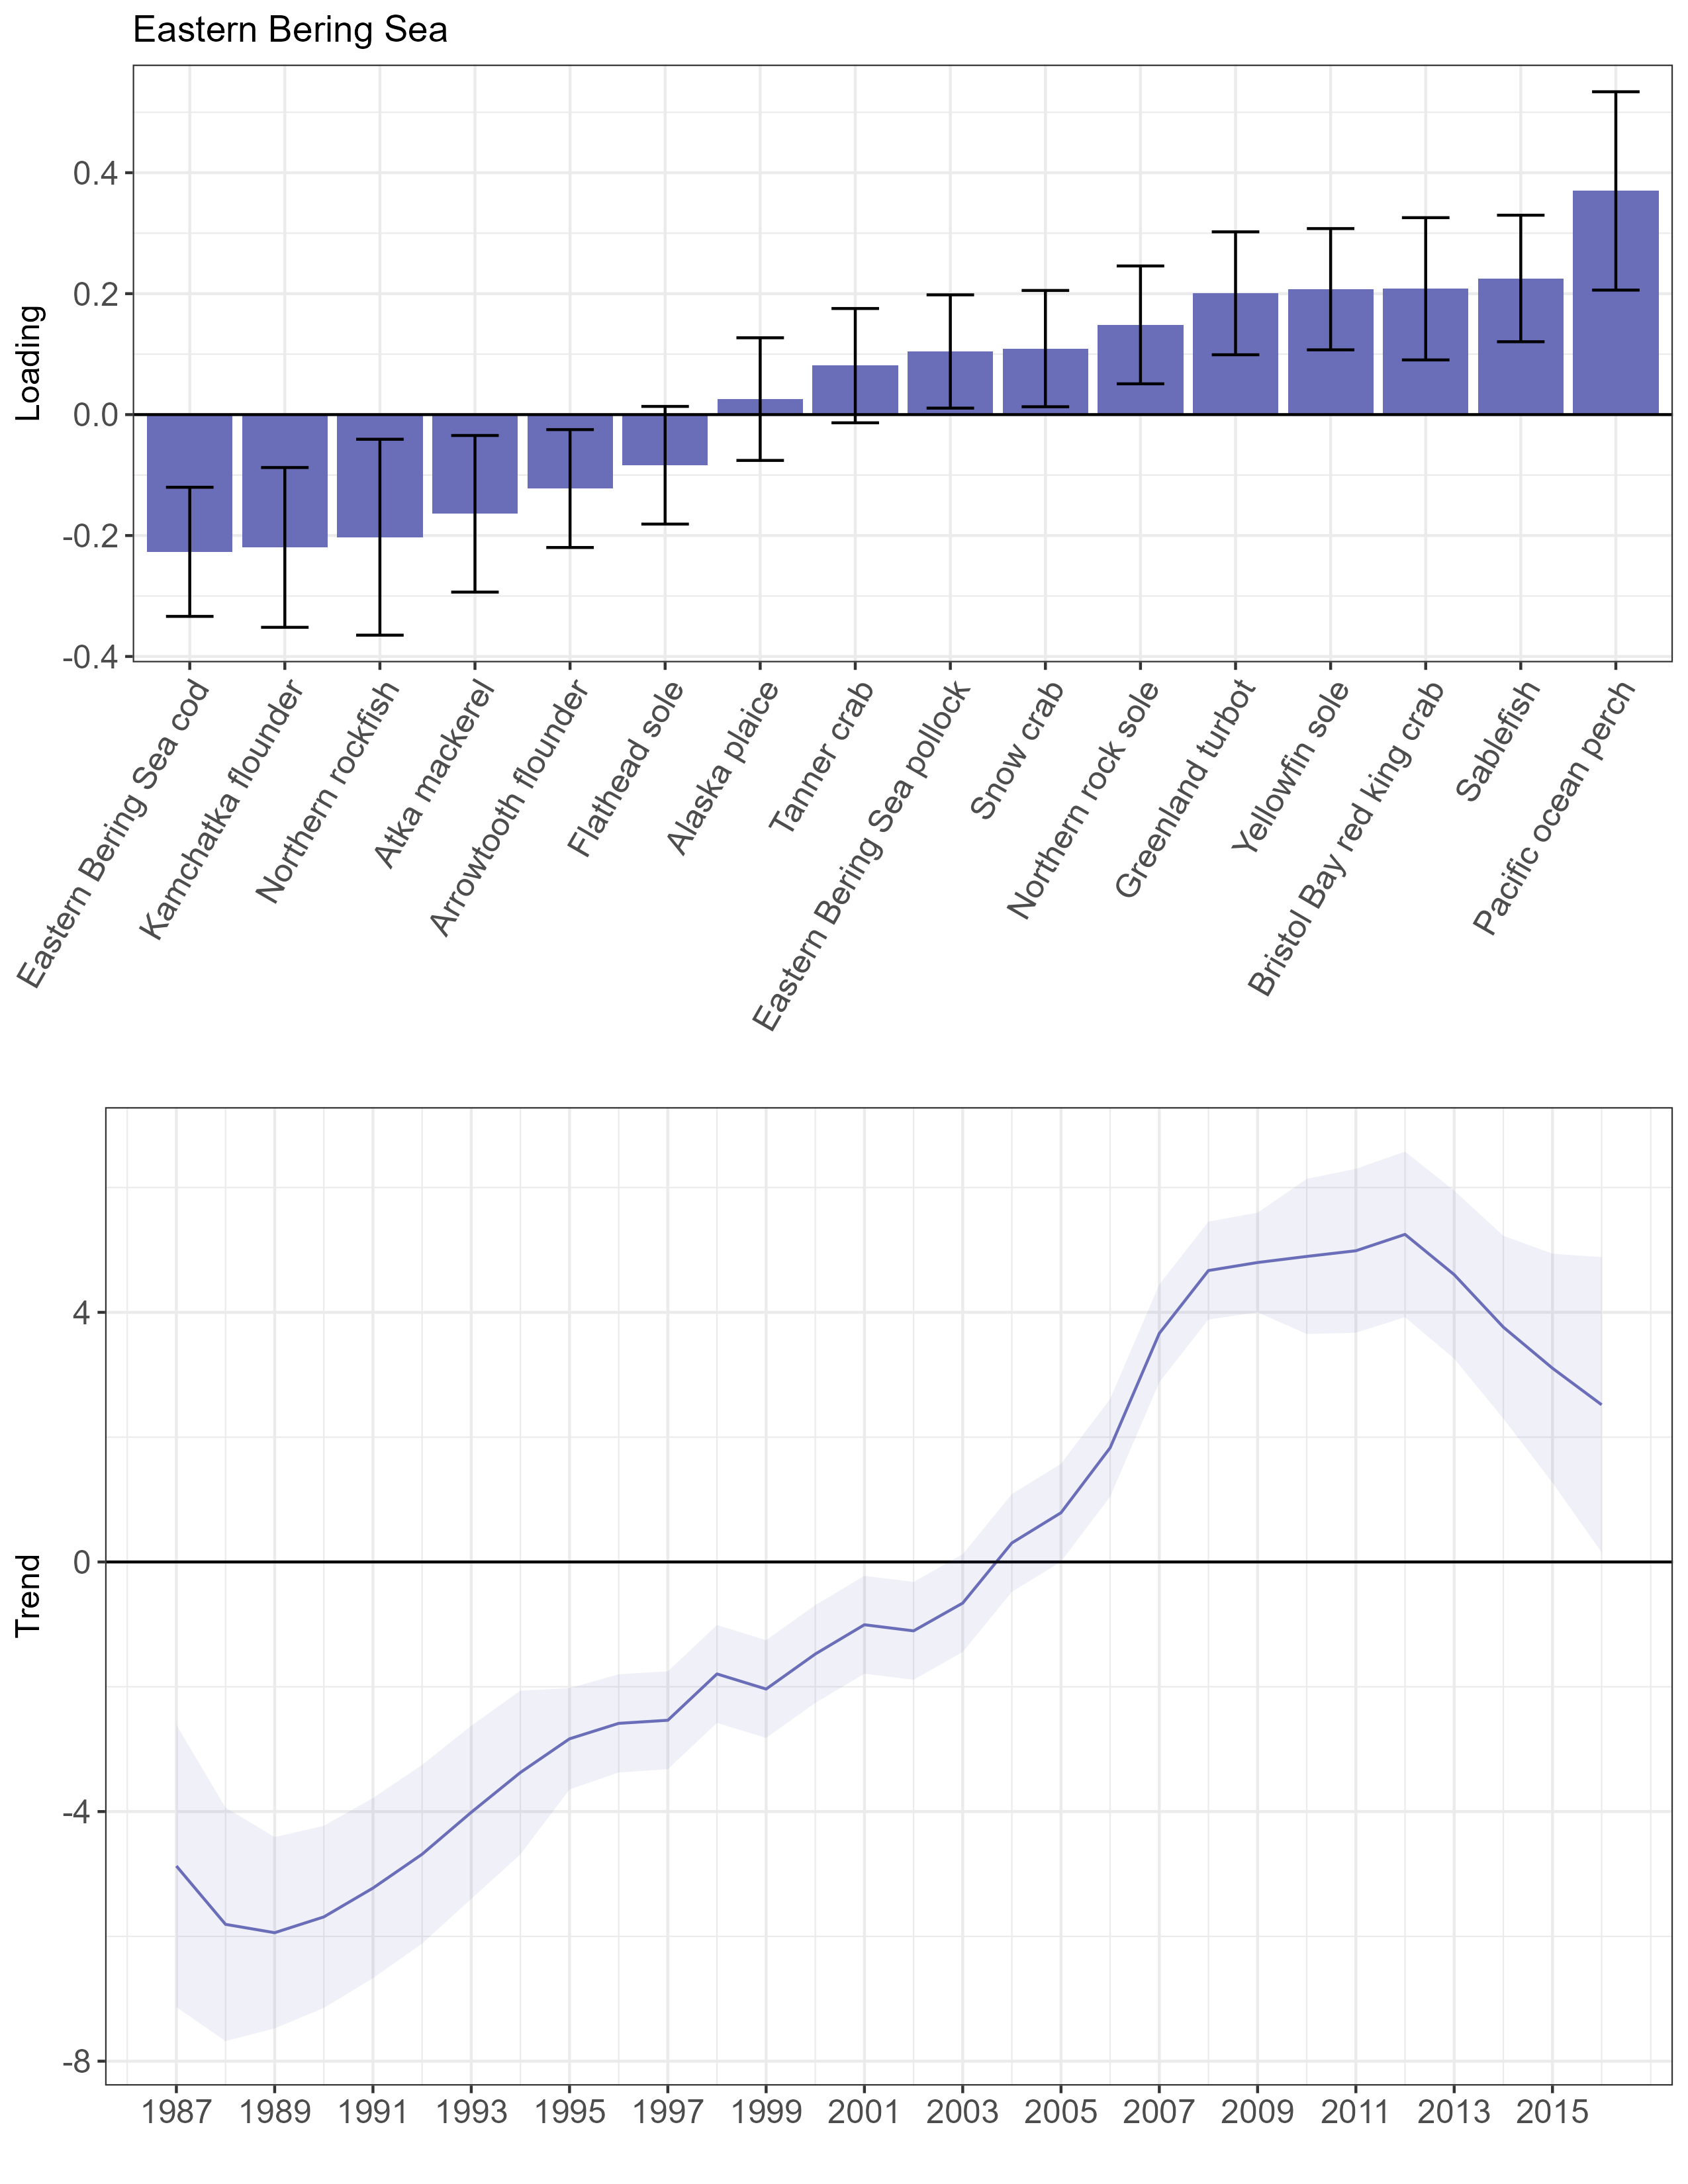 Eastern Bering Sea
Loading
0.4
0.2
0.0
-0.2
-0.4
Eastern Bering Sea cod
Kamchatka flounder
Northern rockfish
Atka mackerel
Arrowtooth flounder
Flathead sole
Alaska plaice
Tanner crab
Eastern Bering Sea pollock
Snow crab
Northern rock sole
Greenland turbot
Yellowfin sole
Bristol Bay red king crab
Sablefish
Pacific ocean perch
Trend
4
0
-4
-8
1987 1989 1991 1993 1995 1997 1999 2001 2003 2005 2007 2009 2011 2013 2015